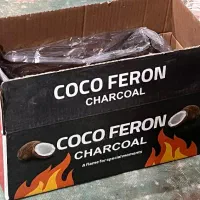 COCO FERON
CHARCOAL
COCO FERON
CHARCOAL
A flame for special moments